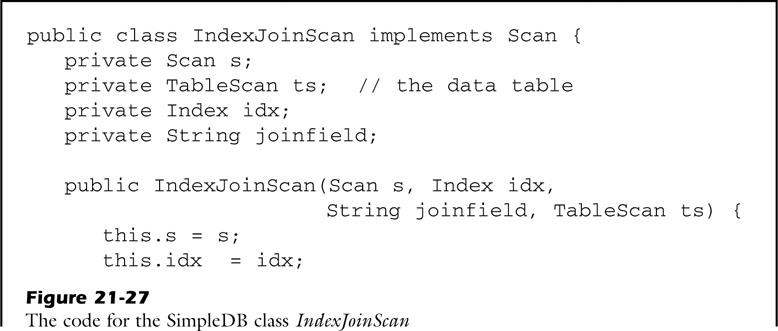 public class IndexJoinScan implements Scan {
private Scan s;
private TableScan ts;  // the data table
private Index idx;
private String joinfield;
public IndexJoinScan(Scan s, Index idx,
String joinfield, TableScan ts) {
this.s = s;
this.idx  = idx;
Figure 21-27
The code for the SimpleDB class IndexJoinScan